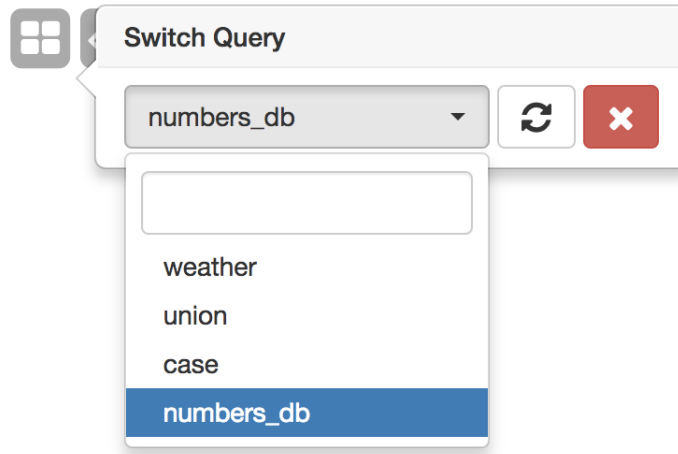 Switch Query
numbers_db
weather
union
case
numbers_db